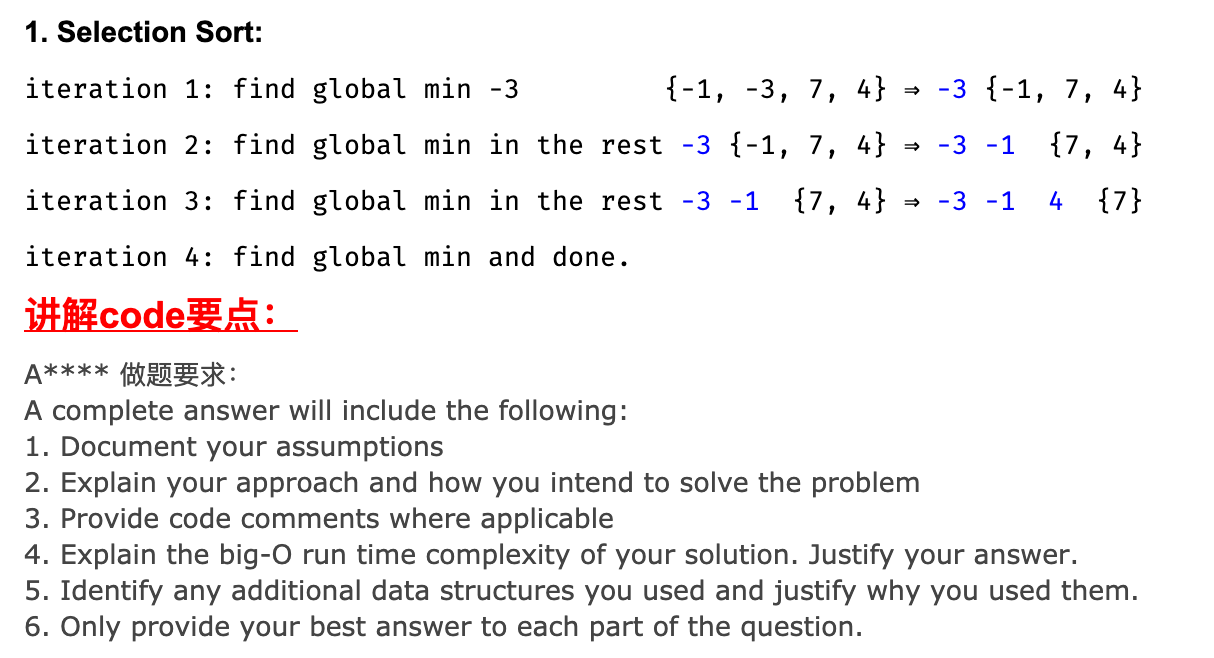 1. Selection Sort:
iteration 1: find global min -3 {-1, -3, 7, 4} ⇒ -3 {-1, 7, 4}
iteration 2: find global min in the rest -3 {-1, 7, 4} ⇒ -3 -1 {7, 4}
iteration 3: find global min in the rest -3 -1 {7, 4} ⇒ -3 -1 4 {7}
iteration 4: find global min and done.
讲解code要点：
A**** 做题要求：
A complete answer will include the following:
1. Document your assumptions
2. Explain your approach and how you intend to solve the problem
3. Provide code comments where applicable
4. Explain the big-O run time complexity of your solution. Justify your answer.
5. Identify any additional data structures you used and justify why you used them.
6. Only provide your best answer to each part of the question.